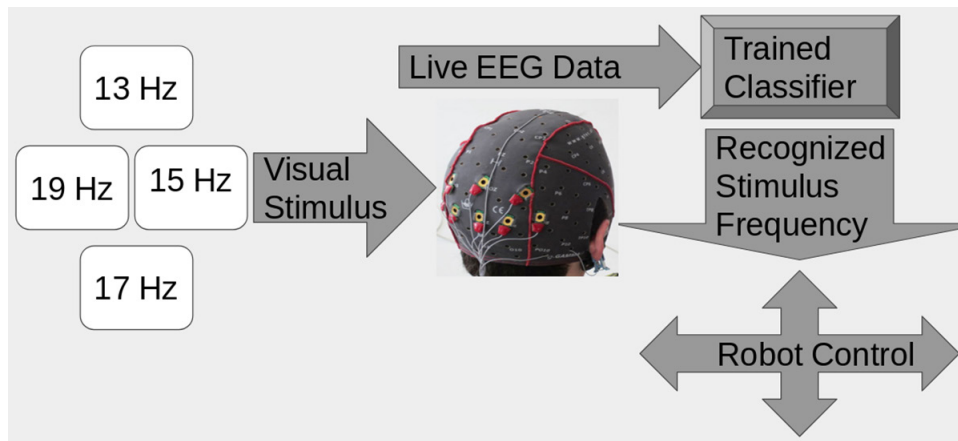 13 Hz
19 Hz
15 Hz
17 Hz
Visual
Stimulus
Live EEG Data
Trained
Classifier
Recognized
Stimulus
Frequency
Robot Control